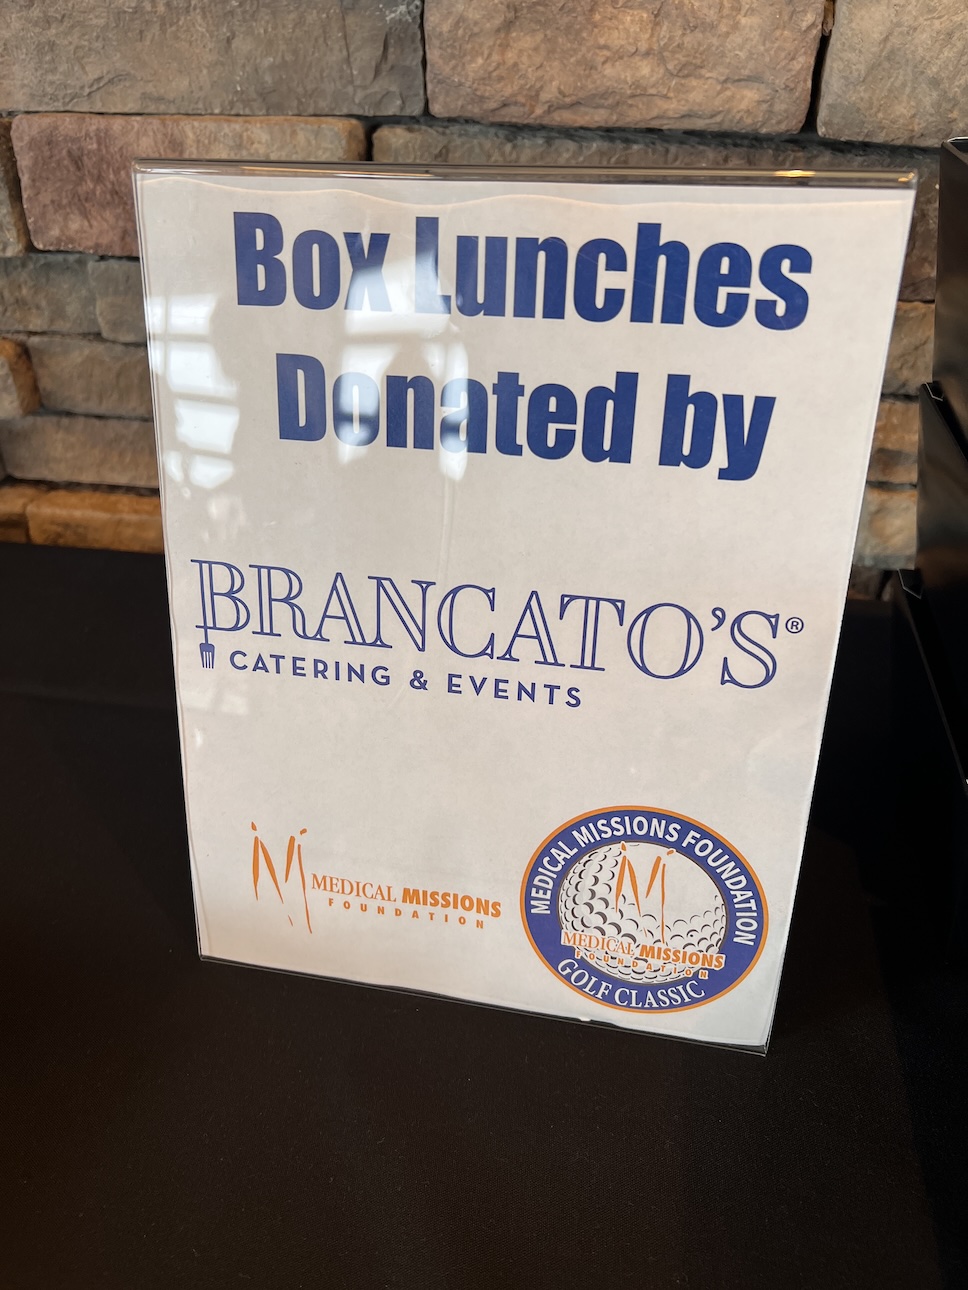 Box Lunches
Donated by
BRANCATO'S®
CATERING & EVENTS
MEDICAL MISSIONS
FOUNDATION
MEDICAL MISSIONS FOUNDATION
MEDICAL MISSIONS
FOUNDATION
GOLF CLASSIC